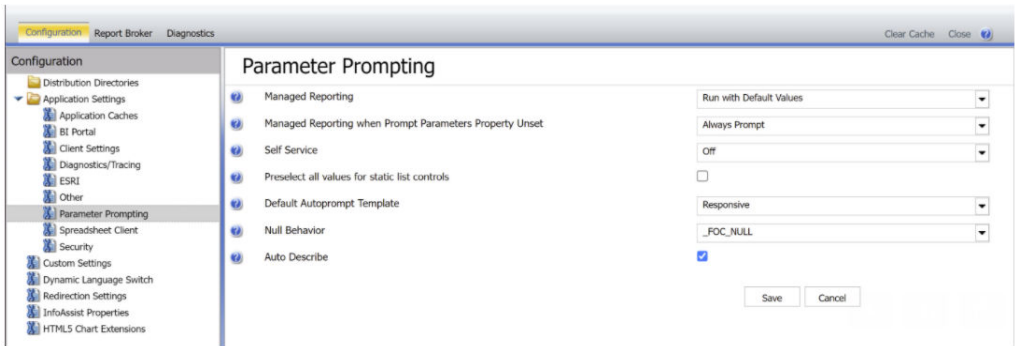 Configuration Report Broker Diagnostics Clear Cache Close
Configuration
Distribution Directories
Application Settings
Application Caches
BI Portal
Client Settings
Diagnostics/Tracing
ESRI
Other
Parameter Prompting
Spreadsheet Client
Security
Custom Settings
Dynamic Language Switch
Redirection Settings
InfoAssist Properties
HTML5 Chart Extensions
Parameter Prompting
Managed Reporting Run with Default Values
Managed Reporting when Prompt Parameters Property Unset Always Prompt
Self Service Off
Preselect all values for static list controls
Default Autoprompt Template Responsive
Null Behavior _FOC_NULL
Auto Describe
Save Cancel